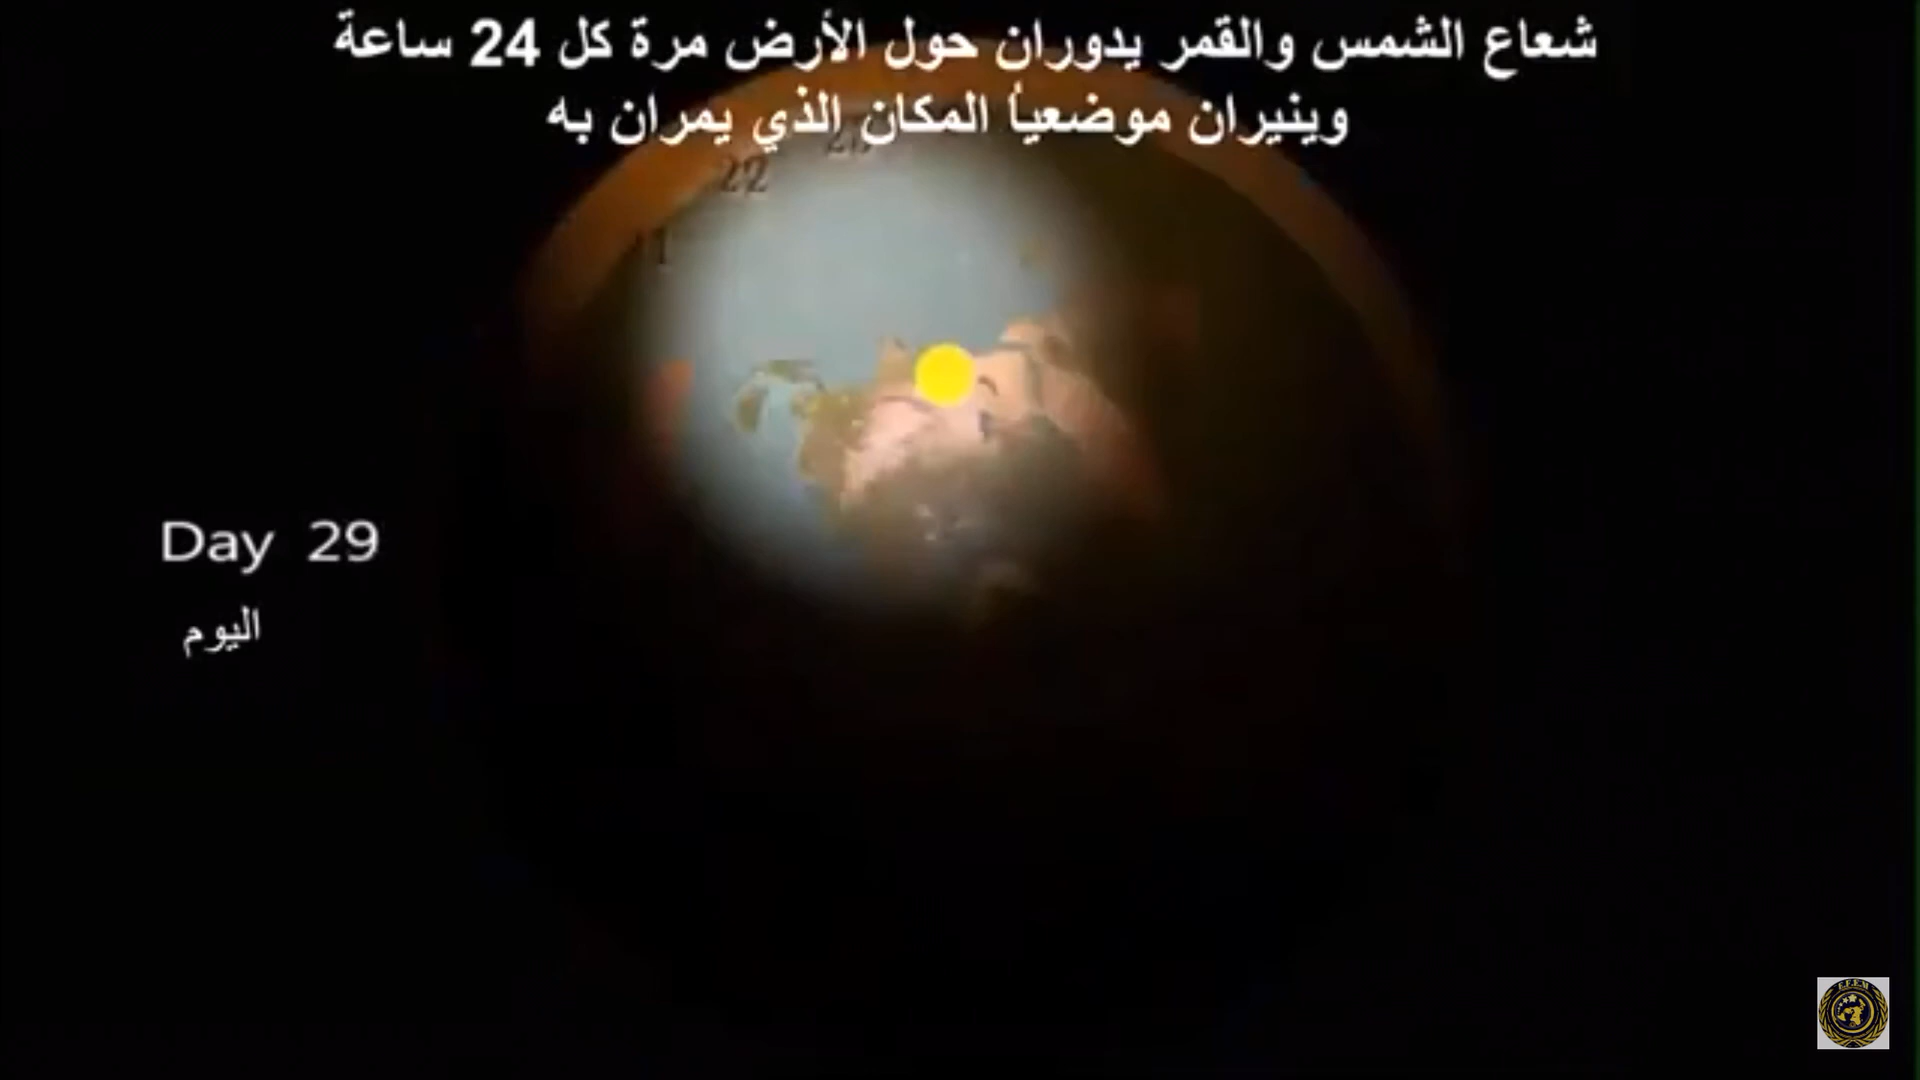 شعاع الشمس والقمر يدوران حول الأرض مرة كل 24 ساعة
وينيران موضعياً المكان الذي يمران به
22
Day 29
اليوم